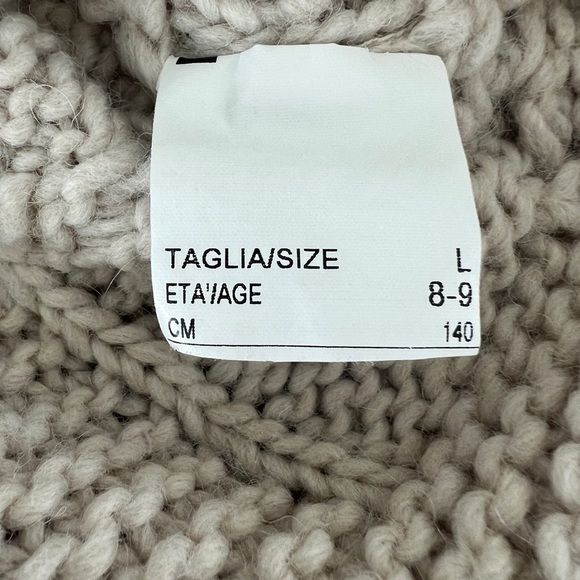 TAGLIA/SIZE L
ETA'/AGE 8-9
CM 140